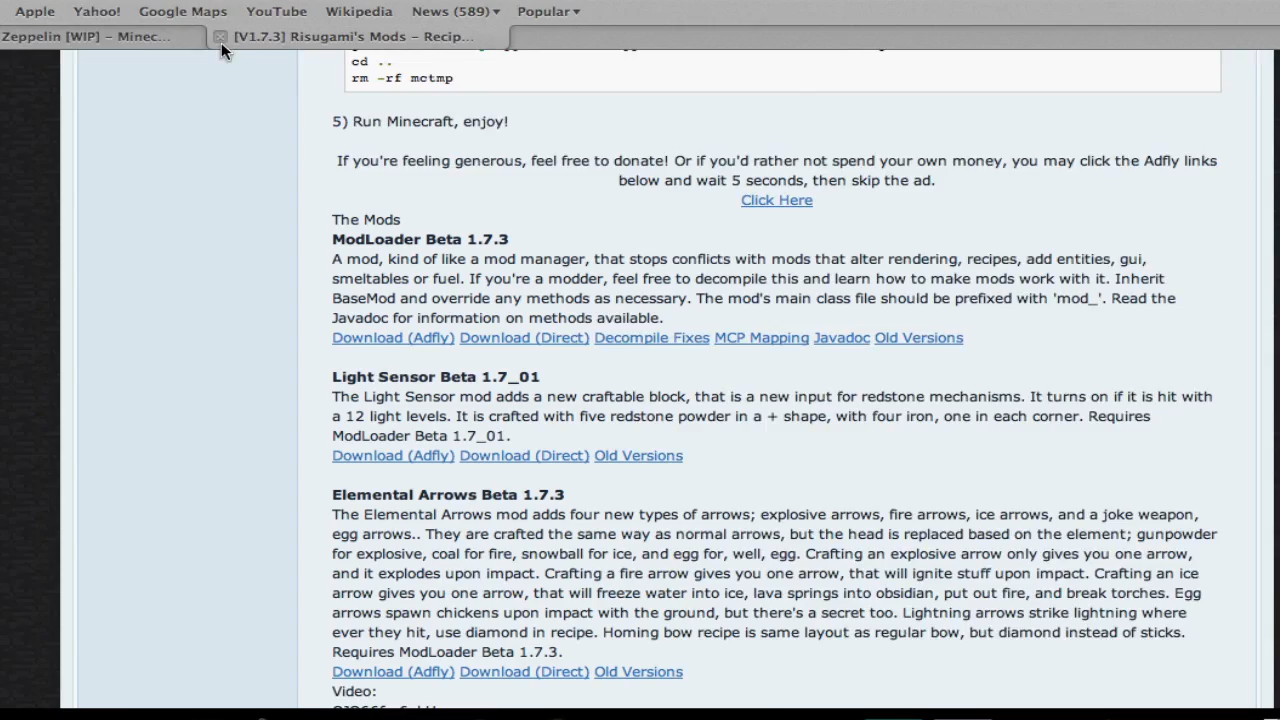 Apple Yahoo! Google Maps YouTube Wikipedia News (589)▾ Popular▾
Zeppelin [WIP] – Minec... [V1.7.3] Risugami's Mods – Recip...
cd ..
rm -rf mctmp
5) Run Minecraft, enjoy!
If you're feeling generous, feel free to donate! Or if you'd rather not spend your own money, you may click the Adfly links
below and wait 5 seconds, then skip the ad.
Click Here
The Mods
ModLoader Beta 1.7.3
A mod, kind of like a mod manager, that stops conflicts with mods that alter rendering, recipes, add entities, gui,
smeltables or fuel. If you're a modder, feel free to decompile this and learn how to make mods work with it. Inherit
BaseMod and override any methods as necessary. The mod's main class file should be prefixed with 'mod_'. Read the
Javadoc for information on methods available.
Download (Adfly) Download (Direct) Decompile Fixes MCP Mapping Javadoc Old Versions
Light Sensor Beta 1.7_01
The Light Sensor mod adds a new craftable block, that is a new input for redstone mechanisms. It turns on if it is hit with
a 12 light levels. It is crafted with five redstone powder in a + shape, with four iron, one in each corner. Requires
ModLoader Beta 1.7_01.
Download (Adfly) Download (Direct) Old Versions
Elemental Arrows Beta 1.7.3
The Elemental Arrows mod adds four new types of arrows; explosive arrows, fire arrows, ice arrows, and a joke weapon,
egg arrows.. They are crafted the same way as normal arrows, but the head is replaced based on the element; gunpowder
for explosive, coal for fire, snowball for ice, and egg for, well, egg. Crafting an explosive arrow only gives you one arrow,
and it explodes upon impact. Crafting a fire arrow gives you one arrow, that will ignite stuff upon impact. Crafting an ice
arrow gives you one arrow, that will freeze water into ice, lava springs into obsidian, put out fire, and break torches. Egg
arrows spawn chickens upon impact with the ground, but there's a secret too. Lightning arrows strike lightning where
ever they hit, use diamond in recipe. Homing bow recipe is same layout as regular bow, but diamond instead of sticks.
Requires ModLoader Beta 1.7.3.
Download (Adfly) Download (Direct) Old Versions
Video: